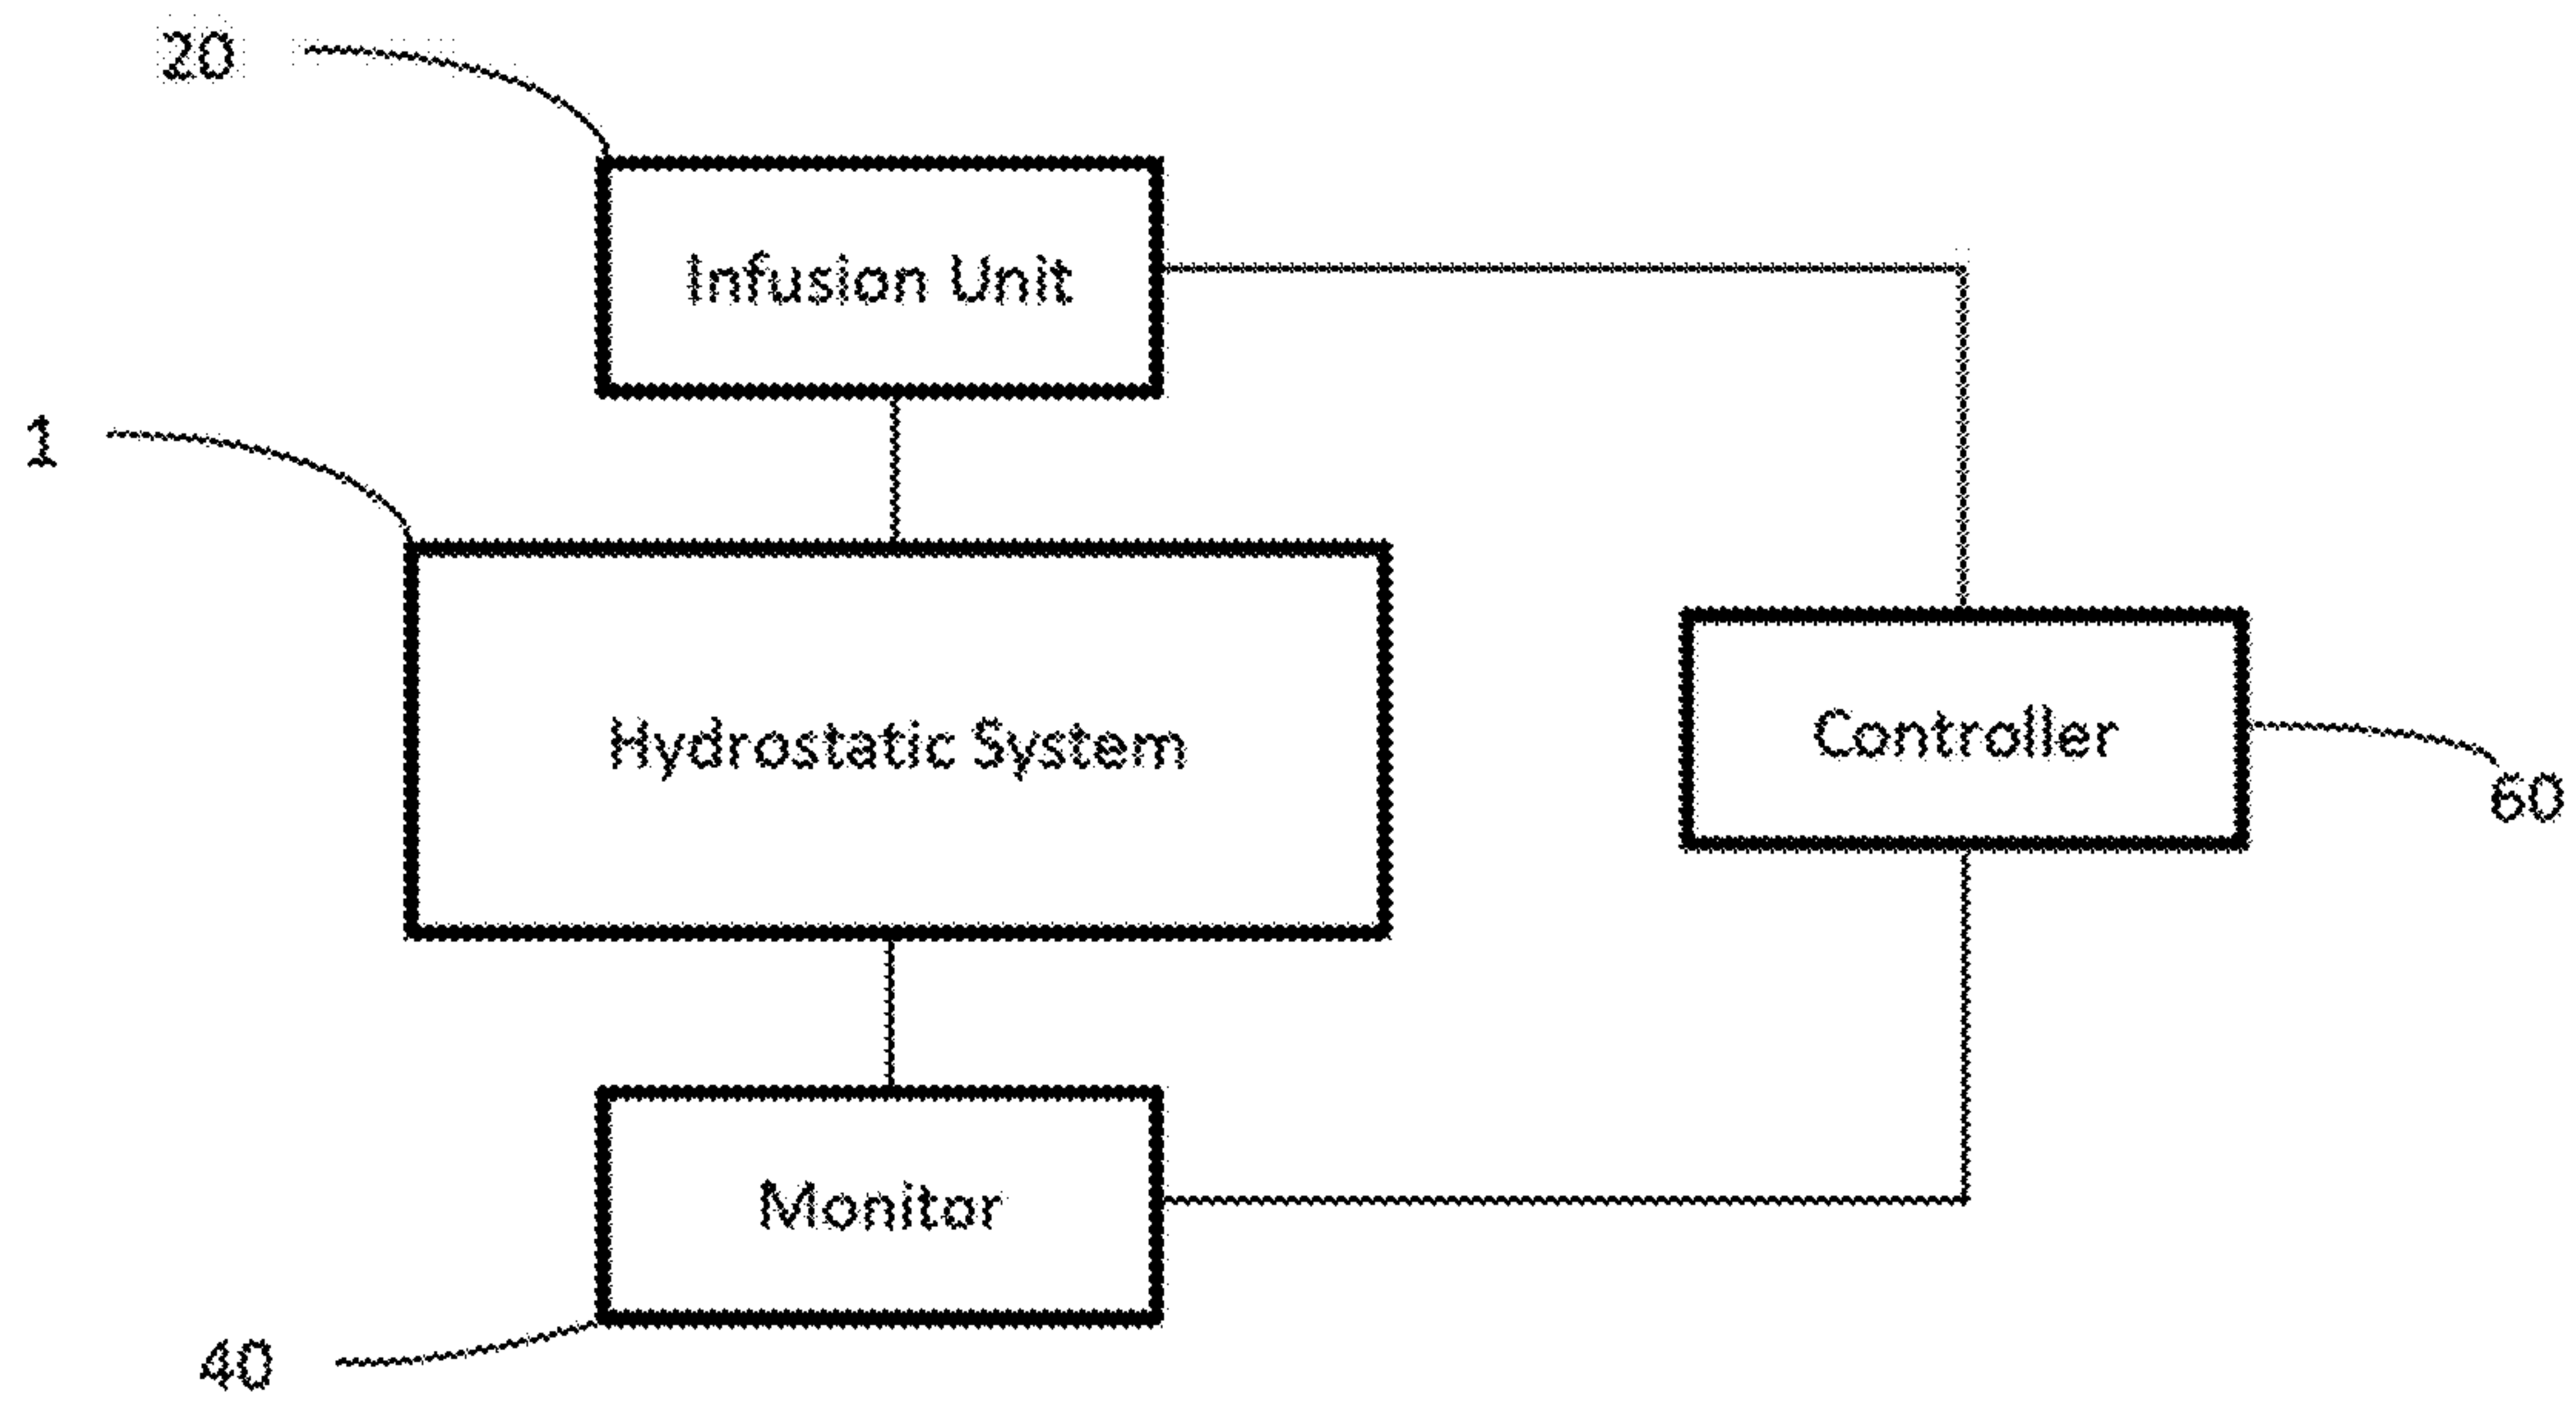 20
Infusion Unit
1
Hydrostatic System
Controller
60
Monitor
40